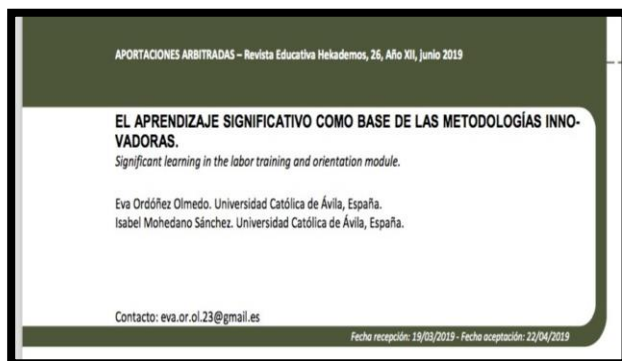 APORTACIONES ARBITRADAS – Revista Educativa Hekademos, 26, Año XII, junio 2019
EL APRENDIZAJE SIGNIFICATIVO COMO BASE DE LAS METODOLOGÍAS INNO-
VADORAS.
Significant learning in the labor training and orientation module.
Eva Ordóñez Olmedo. Universidad Católica de Ávila, España.
Isabel Mohedano Sánchez. Universidad Católica de Ávila, España.
Contacto: eva.or.ol.23@gmail.es
Fecha recepción: 19/03/2019 - Fecha aceptación: 22/04/2019